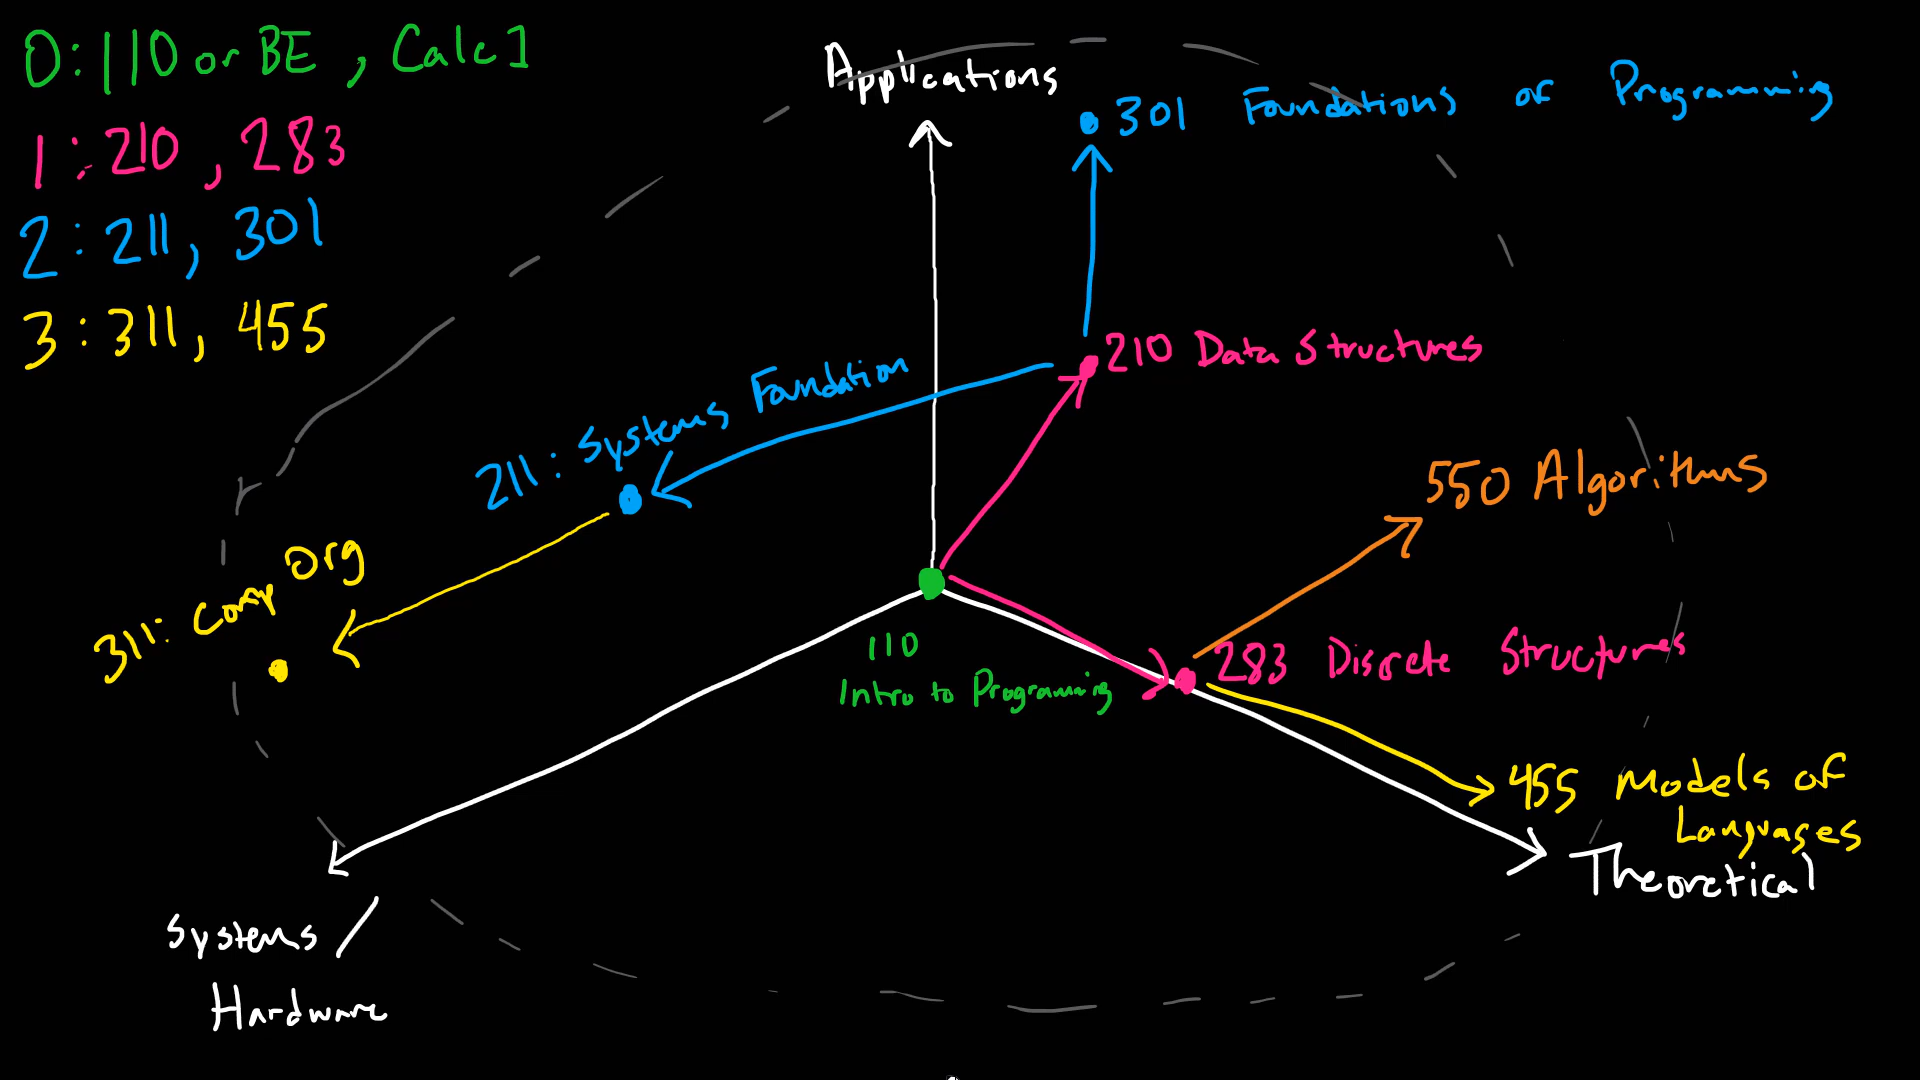 0: 110 or BE, Calc 1
1: 210, 283
2: 211, 301
3: 311, 455
Applications
301 Foundations of Programming
210 Data Structures
211: Systems Foundation
550 Algorithms
311: Comp Org
110
Intro to Programming
283 Discrete Structures
455 Models of
Languages
Theoretical
Systems /
Hardware